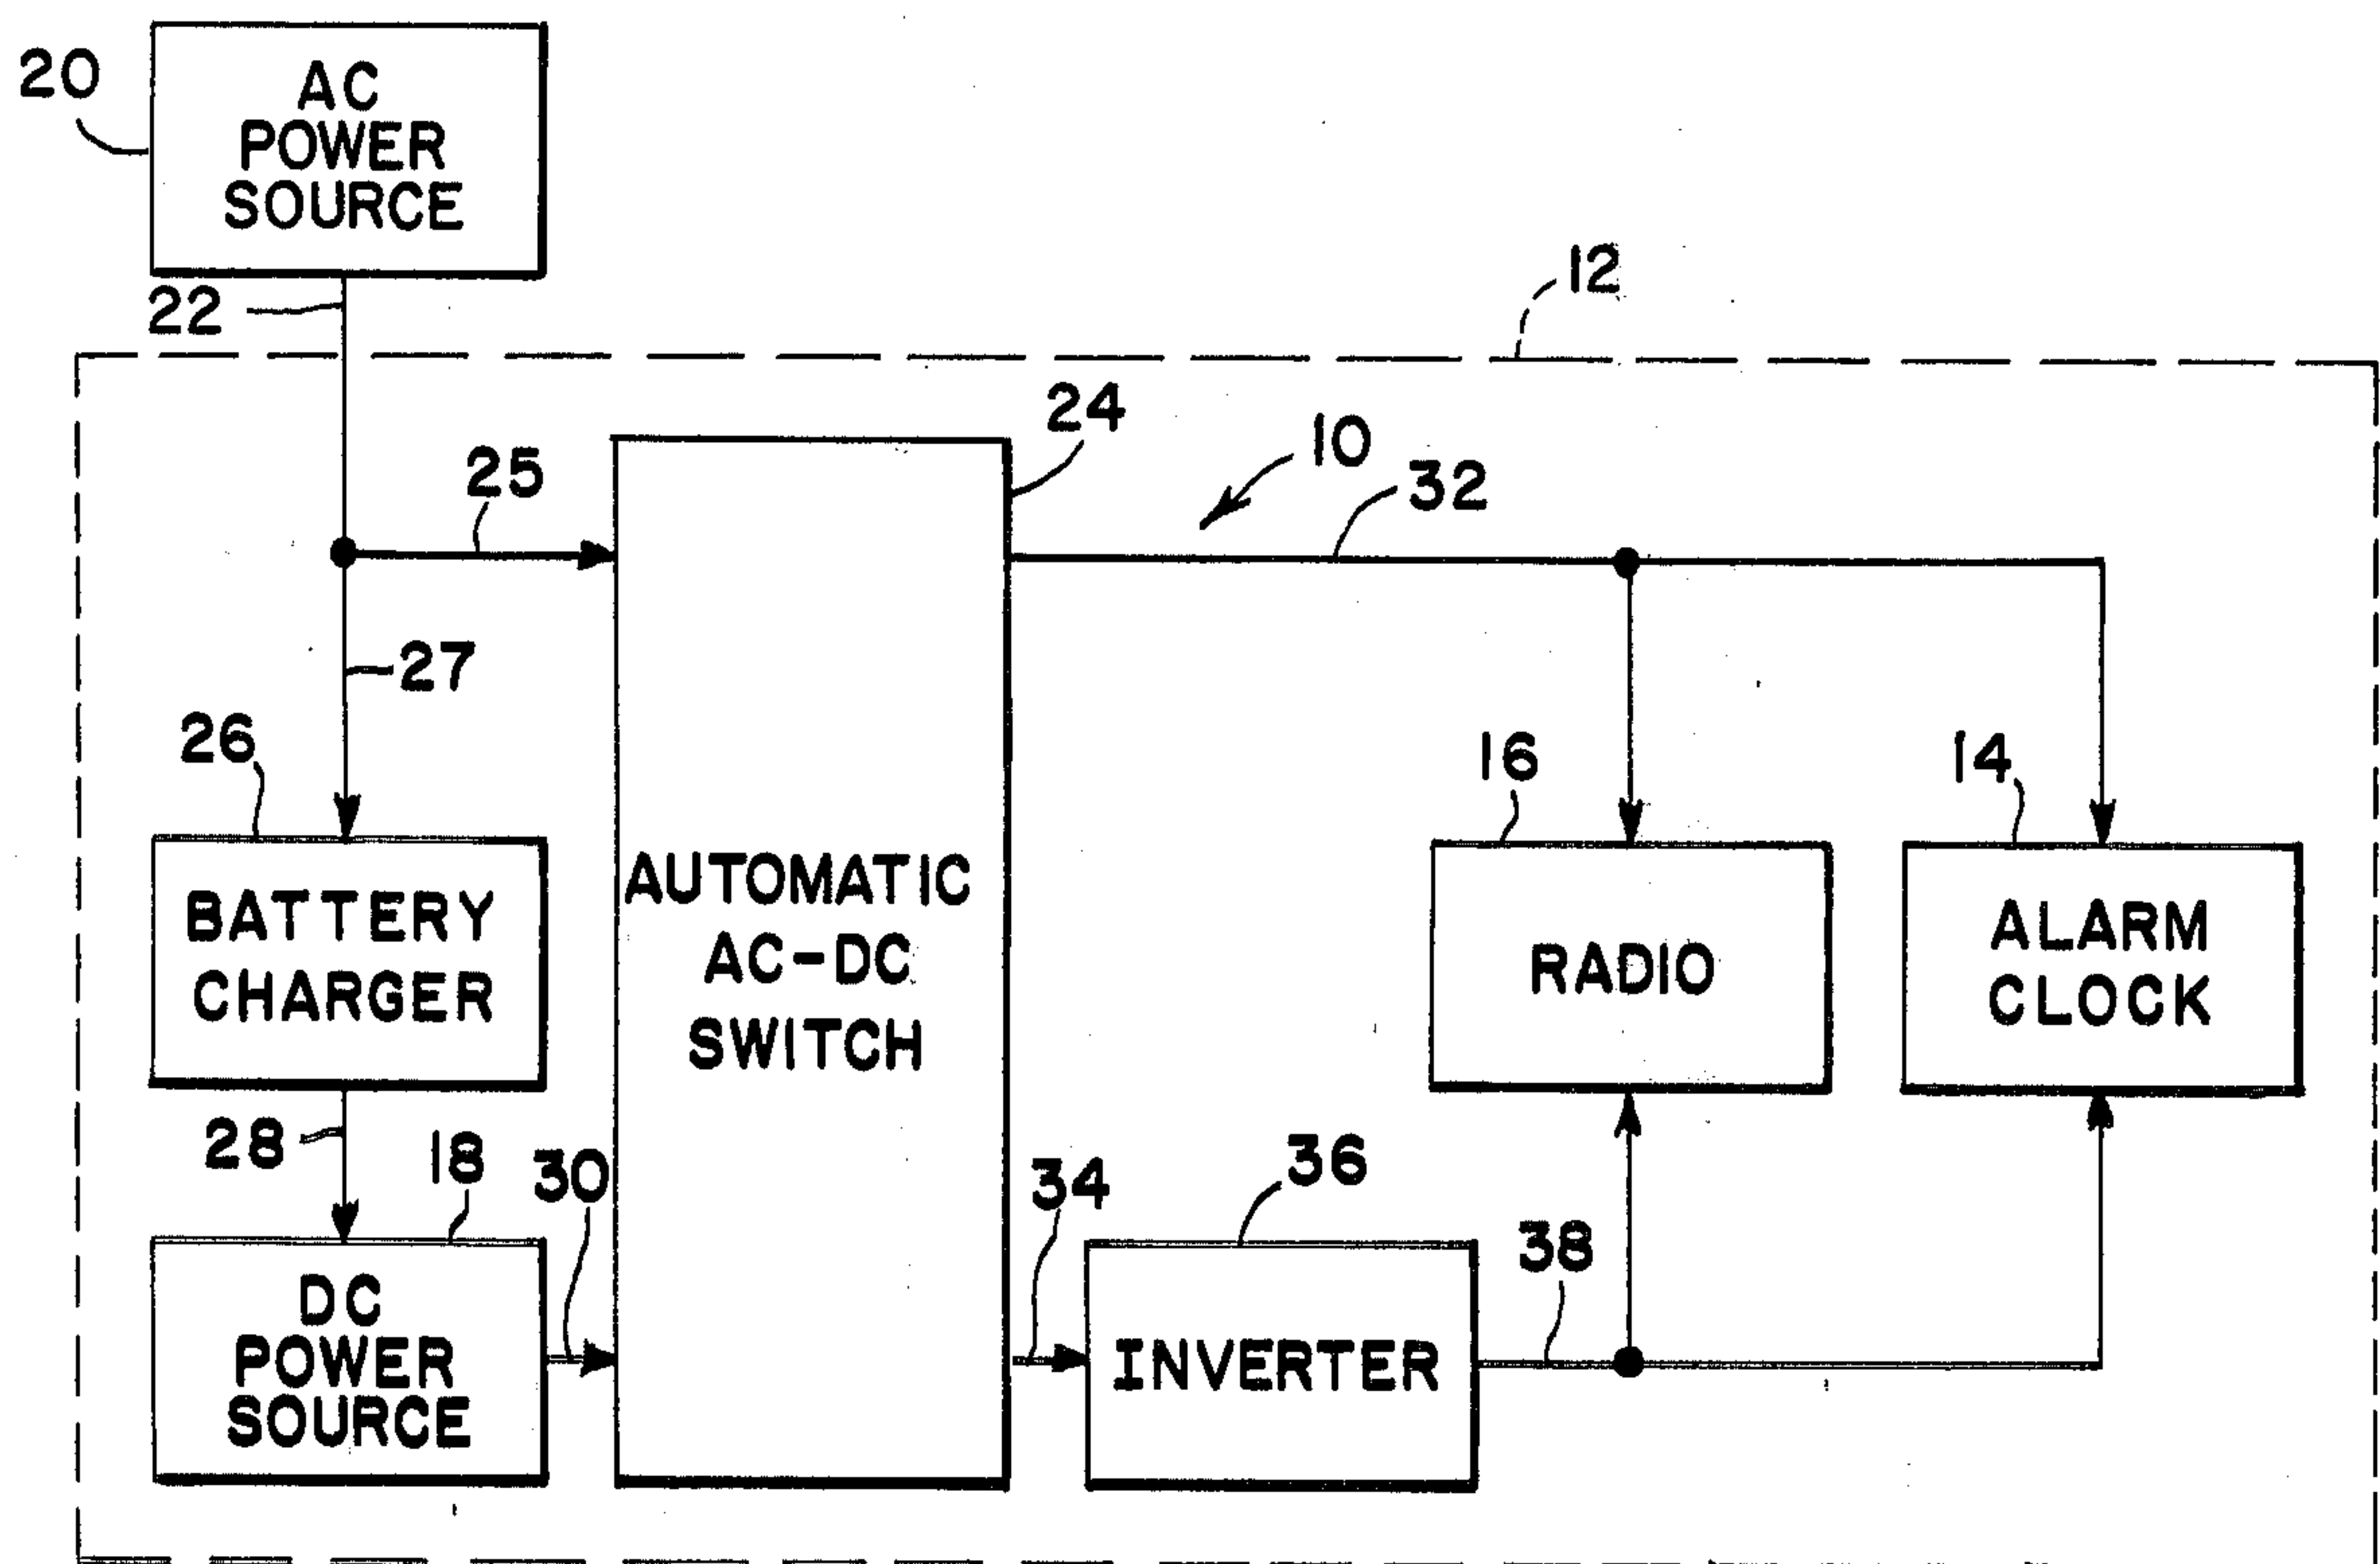 20
AC
POWER
SOURCE
22
12
24
10
25
32
27
26
16
14
BATTERY
CHARGER
AUTOMATIC
AC-DC
SWITCH
RADIO
ALARM
CLOCK
28
18
30
34
36
38
DC
POWER
SOURCE
INVERTER